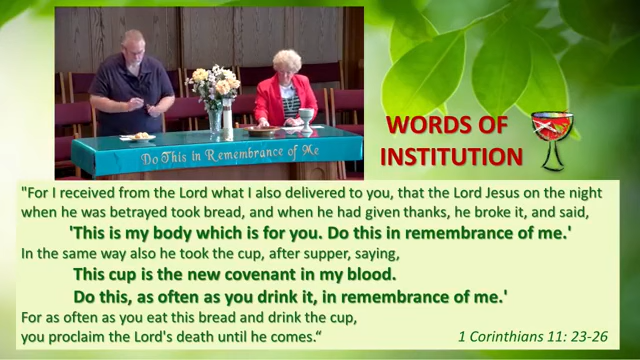 Do This in Remembrance of Me
WORDS OF
INSTITUTION
"For I received from the Lord what I also delivered to you, that the Lord Jesus on the night
when he was betrayed took bread, and when he had given thanks, he broke it, and said,
'This is my body which is for you. Do this in remembrance of me.'
In the same way also he took the cup, after supper, saying,
This cup is the new covenant in my blood.
Do this, as often as you drink it, in remembrance of me.'
For as often as you eat this bread and drink the cup,
you proclaim the Lord's death until he comes.“
1 Corinthians 11: 23-26